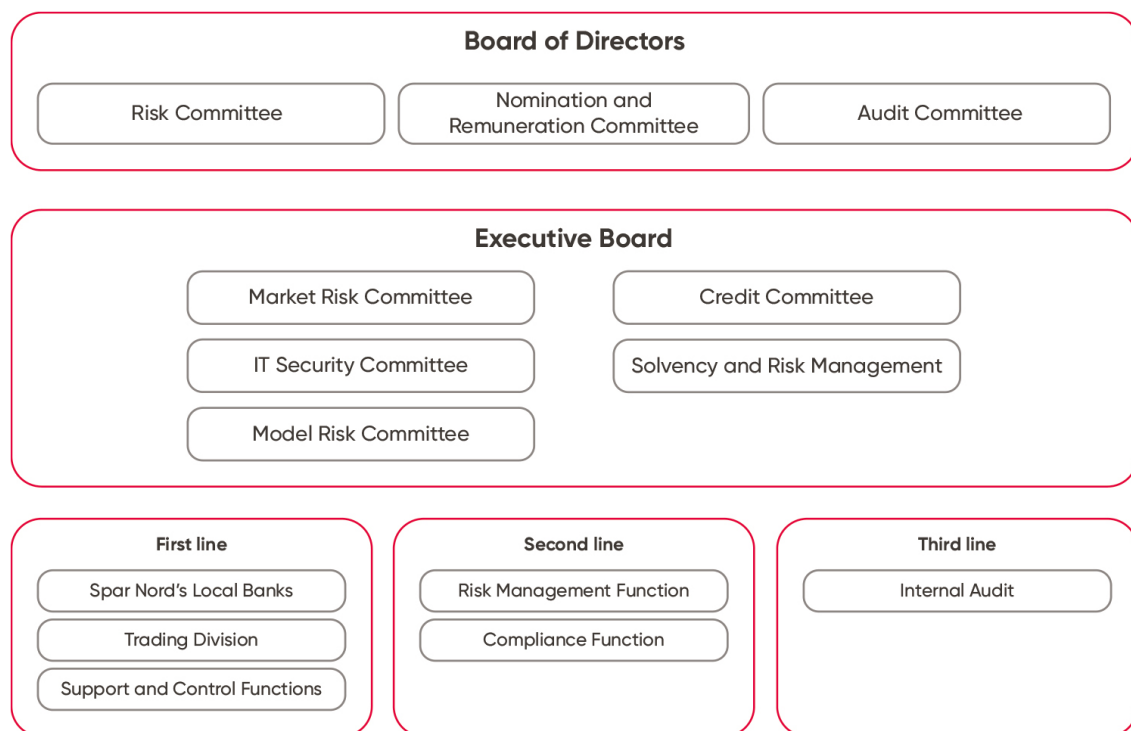 Board of Directors
Risk Committee
Nomination and
Remuneration Committee
Audit Committee
Executive Board
Market Risk Committee
Credit Committee
IT Security Committee
Solvency and Risk Management
Model Risk Committee
First line
Spar Nord's Local Banks
Trading Division
Support and Control Functions
Second line
Risk Management Function
Compliance Function
Third line
Internal Audit